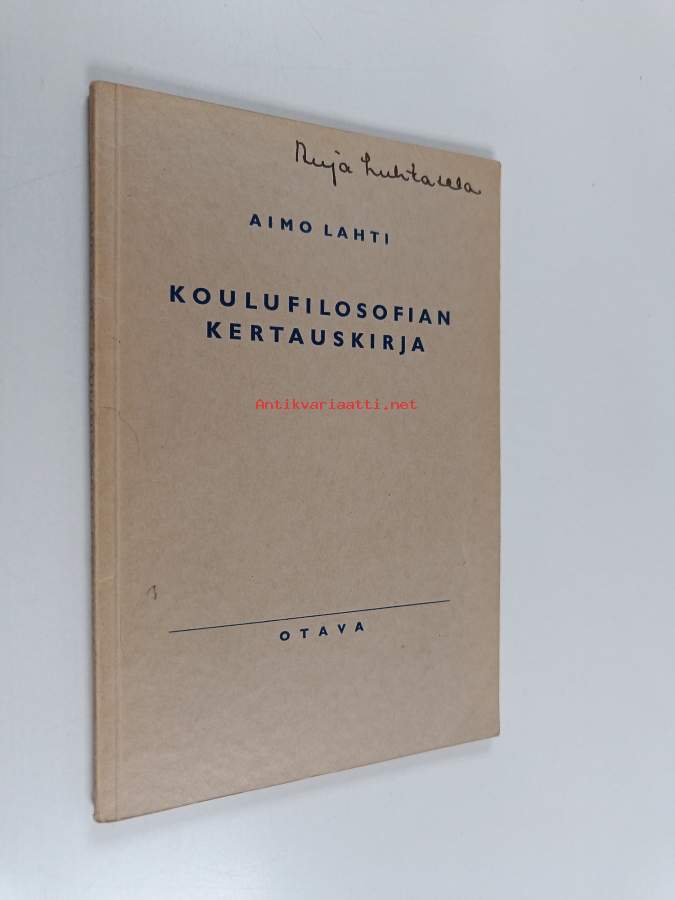 AIMO LAHTI
KOULUFILOSOFIAN
KERTAUSKIRJA
Antikvariaatti.net
OTAVA